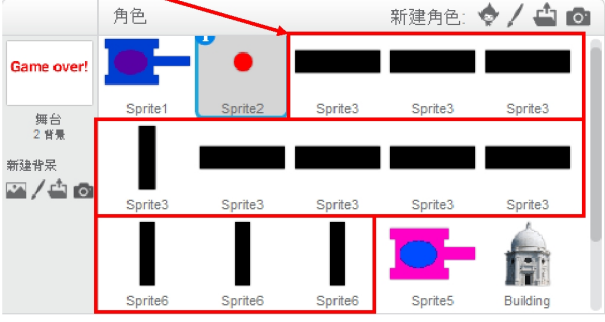 角色
新建角色:
Game over!
舞台
2 背景
新建背景
Sprite1
Sprite2
Sprite3
Sprite3
Sprite3
Sprite3
Sprite3
Sprite3
Sprite3
Sprite3
Sprite6
Sprite6
Sprite6
Sprite5
Building